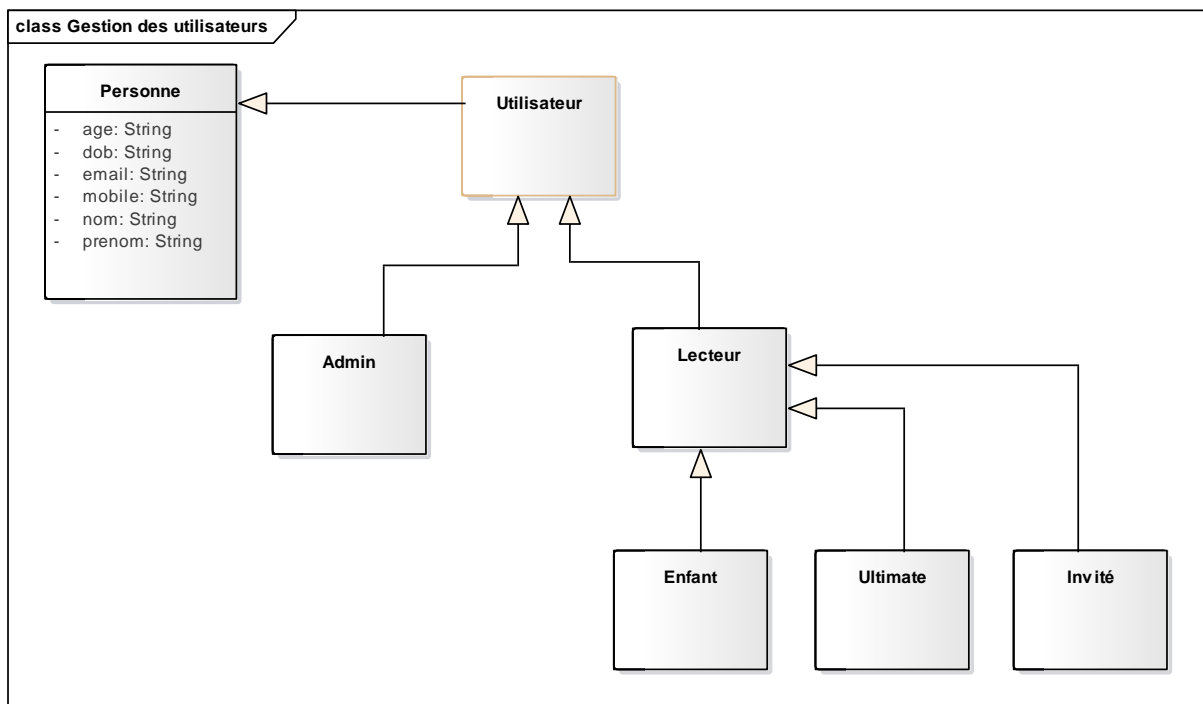 class Gestion des utilisateurs
Personne
- age: String
- dob: String
- email: String
- mobile: String
- nom: String
- prenom: String
Utilisateur
Admin
Lecteur
Enfant
Ultimate
Invité